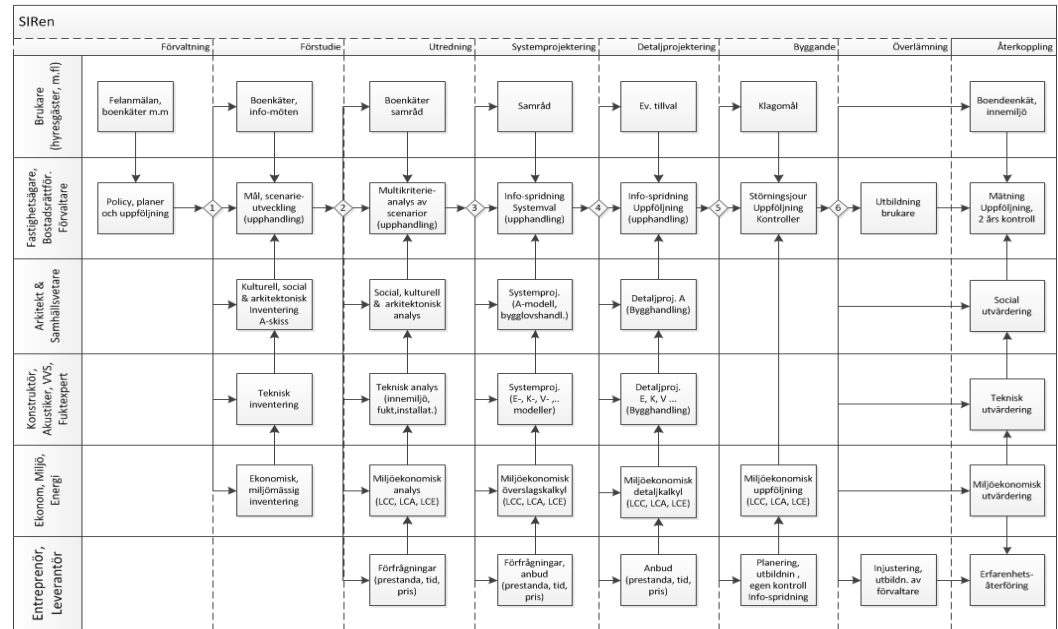 SIRen
Förvaltning
Förstudie
Utredning
Systemprojektering
Detaljprojektering
Byggande
Överlämning
Återkoppling
Brukare
(hyresgäster, m.fl)
Felanmälan,
boenkäter m.m
Boenkäter,
info-möten
Boenkäter
samråd
Samråd
Ev. tillval
Klagomål
Boendeenkät,
innemiljö
Fastighetsägare,
Bostadsrättför.
Förvaltare
Policy, planer
och uppföljning
1
Mål, scenarie-
utveckling
(upphandling)
2
Multikriterie-
analys av
scenarior
(upphandling)
3
Info-spridning
Systemval
(upphandling)
4
Info-spridning
Uppföljning
(upphandling)
5
Störningsjour
Uppföljning
Kontroller
6
Utbildning
brukare
Mätning
Uppföljning,
2 års kontroll
Arkitekt &
Samhällsvetare
Kulturell, social
& arkitektonisk
Inventering
A-skiss
Social, kulturell
& arkitektonisk
analys
Systemproj.
(A-modell,
bygglovshandl.)
Detaljproj. A
(Bygghandling)
Social
utvärdering
Konstruktör,
Akustiker, VVS,
Fuktexpert
Teknisk
inventering
Teknisk analys
(innemiljö,
fukt,installat.)
Systemproj.
(E-, K-, V- ,..
modeller)
Detaljproj.
E, K, V ...
(Bygghandling)
Teknisk
utvärdering
Ekonom, Miljö,
Energi
Ekonomisk,
miljömässig
inventering
Miljöekonomisk
analys
(LCC, LCA, LCE)
Miljöekonomisk
överslagskalkyl
(LCC, LCA, LCE)
Miljöekonomisk
detaljkalkyl
(LCC, LCA, LCE)
Miljöekonomisk
uppföljning
(LCC, LCA, LCE)
Miljöekonomisk
utvärdering
Entreprenör,
Leverantör
Förfrågningar
(prestanda, tid,
pris)
Förfrågningar,
anbud
(prestanda, tid,
pris)
Anbud
(prestanda, tid,
pris)
Planering,
utbildnin ,
egen kontroll
Info-spridning
Injustering,
utbildn. av
förvaltare
Erfarenhets-
återföring